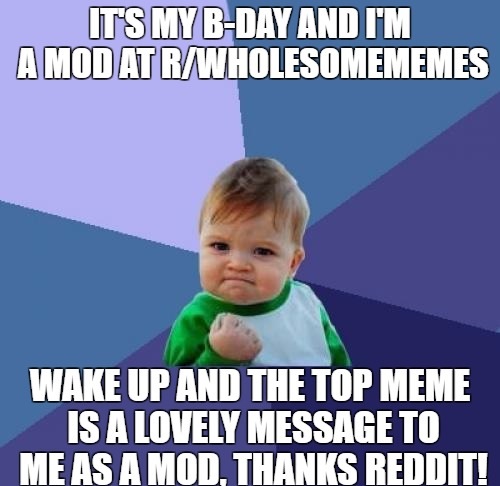 IT'S MY B-DAY AND I'M
A MOD AT R/WHOLESOMEMEMES
WAKE UP AND THE TOP MEME
IS A LOVELY MESSAGE TO
ME AS A MOD, THANKS REDDIT!